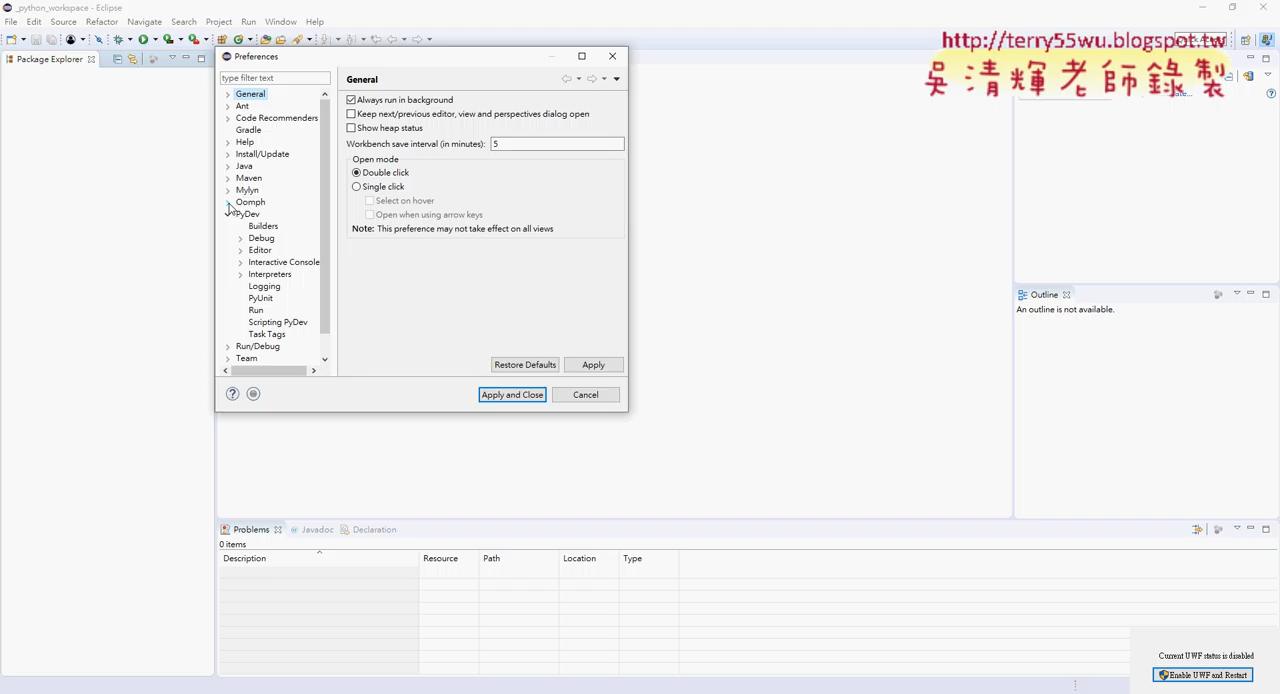 _python_workspace - Eclipse
File Edit Source Refactor Navigate Search Project Run Window Help
http://terry55wu.blogspot.tw
吳清輝老師錄製
Package Explorer
Preferences
type filter text
General
Ant
Code Recommenders
Gradle
Help
Install/Update
Java
Maven
Mylyn
Oomph
PyDev
Builders
Debug
Editor
Interactive Console
Interpreters
Logging
PyUnit
Run
Scripting PyDev
Task Tags
Run/Debug
Team
General
Always run in background
Keep next/previous editor, view and perspectives dialog open
Show heap status
Workbench save interval (in minutes): 5
Open mode
Double click
Single click
Select on hover
Open when using arrow keys
Note: This preference may not take effect on all views
Restore Defaults Apply
Apply and Close Cancel
Outline
An outline is not available.
Problems Javadoc Declaration
0 items
Description Resource Path Location Type
Current UWF status is disabled
Enable UWF and Restart